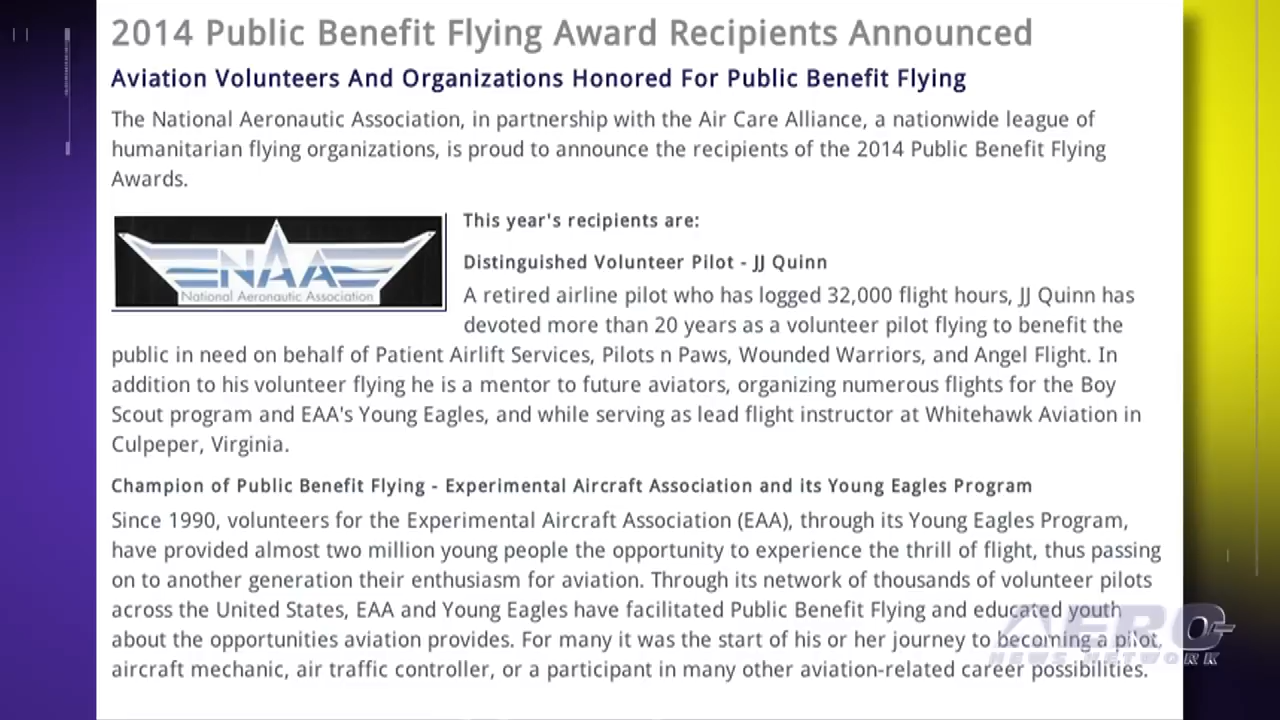 2014 Public Benefit Flying Award Recipients Announced
Aviation Volunteers And Organizations Honored For Public Benefit Flying
The National Aeronautic Association, in partnership with the Air Care Alliance, a nationwide league of
humanitarian flying organizations, is proud to announce the recipients of the 2014 Public Benefit Flying
Awards.
NAA
National Aeronautic Association
This year's recipients are:
Distinguished Volunteer Pilot - JJ Quinn
A retired airline pilot who has logged 32,000 flight hours, JJ Quinn has
devoted more than 20 years as a volunteer pilot flying to benefit the
public in need on behalf of Patient Airlift Services, Pilots n Paws, Wounded Warriors, and Angel Flight. In
addition to his volunteer flying he is a mentor to future aviators, organizing numerous flights for the Boy
Scout program and EAA's Young Eagles, and while serving as lead flight instructor at Whitehawk Aviation in
Culpeper, Virginia.
Champion of Public Benefit Flying - Experimental Aircraft Association and its Young Eagles Program
Since 1990, volunteers for the Experimental Aircraft Association (EAA), through its Young Eagles Program,
have provided almost two million young people the opportunity to experience the thrill of flight, thus passing
on to another generation their enthusiasm for aviation. Through its network of thousands of volunteer pilots
across the United States, EAA and Young Eagles have facilitated Public Benefit Flying and educated youth
about the opportunities aviation provides. For many it was the start of his or her journey to becoming a pilot,
aircraft mechanic, air traffic controller, or a participant in many other aviation-related career possibilities.
AERO
NEWS NETWORK